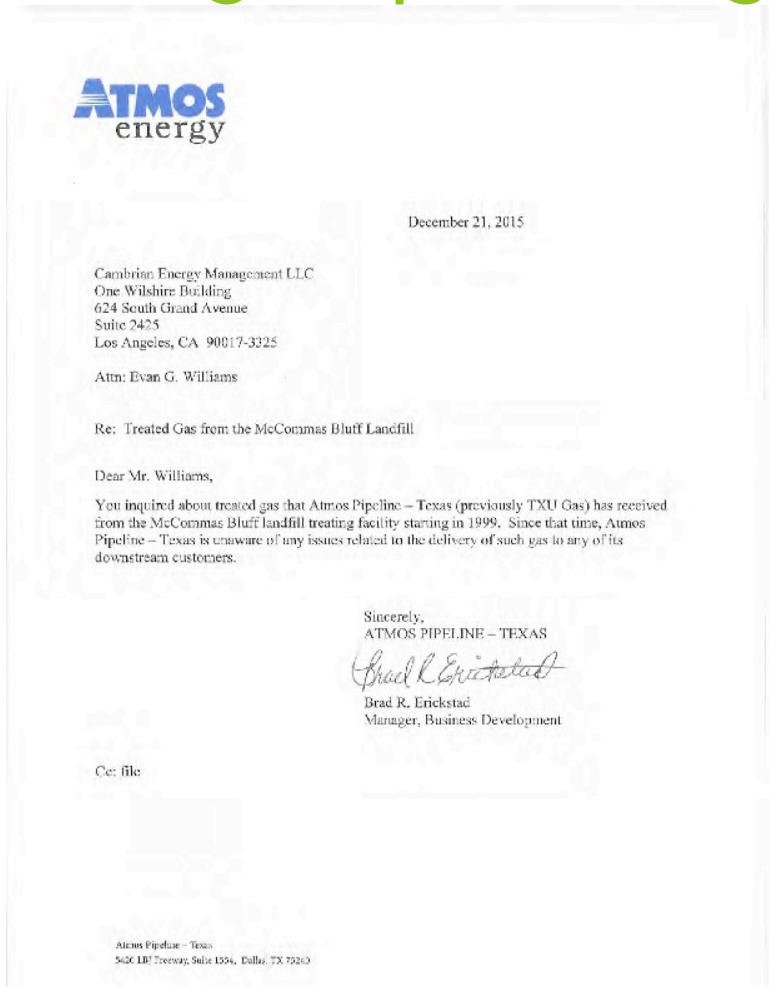 ATMOS
energy
December 21, 2015
Cambrian Energy Management LLC
One Wilshire Building
624 South Grand Avenue
Suite 2425
Los Angeles, CA 90017-3325
Attn: Evan G. Williams
Re: Treated Gas from the McCommas Bluff Landfill
Dear Mr. Williams,
You inquired about treated gas that Atmos Pipeline – Texas (previously TXU Gas) has received
from the McCommas Bluff landfill treating facility starting in 1999. Since that time, Atmos
Pipeline – Texas is unaware of any issues related to the delivery of such gas to any of its
downstream customers.
Sincerely,
ATMOS PIPELINE – TEXAS
Brad R Erickstad
Brad R. Erickstad
Manager, Business Development
Cc: file
Atmos Pipeline – Texas
5420 LBJ Freeway, Suite 1554, Dallas, TX